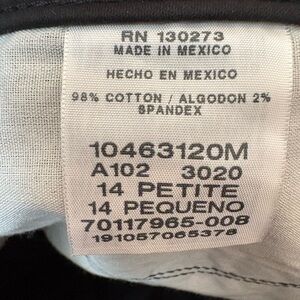 RN 130273
MADE IN MEXICO
HECHO EN MEXICO
98% COTTON / ALGODON 2%
SPANDEX
10463120M
A102 3020
14 PETITE
14 PEQUENO
70117965-008
191057065378